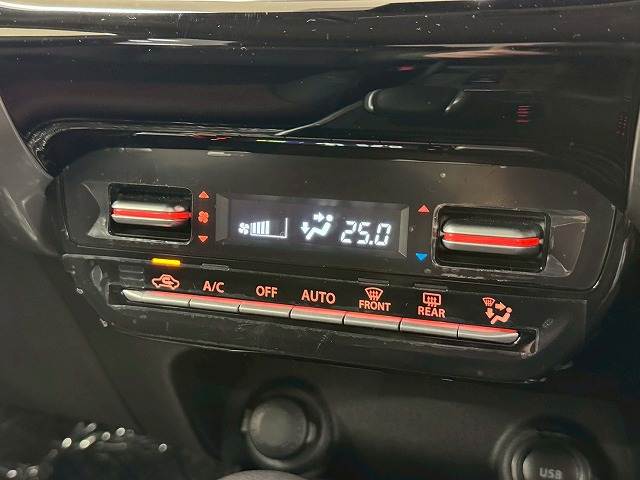 25.0
A/C
OFF
AUTO
FRONT
REAR
USB